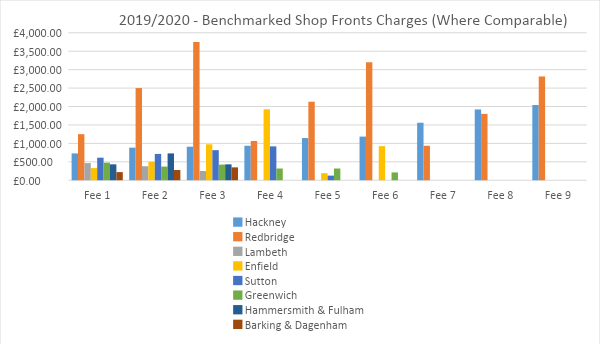 2019/2020 - Benchmarked Shop Fronts Charges (Where Comparable)
£4,000.00
£3,500.00
£3,000.00
£2,500.00
£2,000.00
£1,500.00
£1,000.00
£500.00
£0.00
Fee 1 Fee 2 Fee 3 Fee 4 Fee 5 Fee 6 Fee 7 Fee 8 Fee 9
Hackney
Redbridge
Lambeth
Enfield
Sutton
Greenwich
Hammersmith & Fulham
Barking & Dagenham